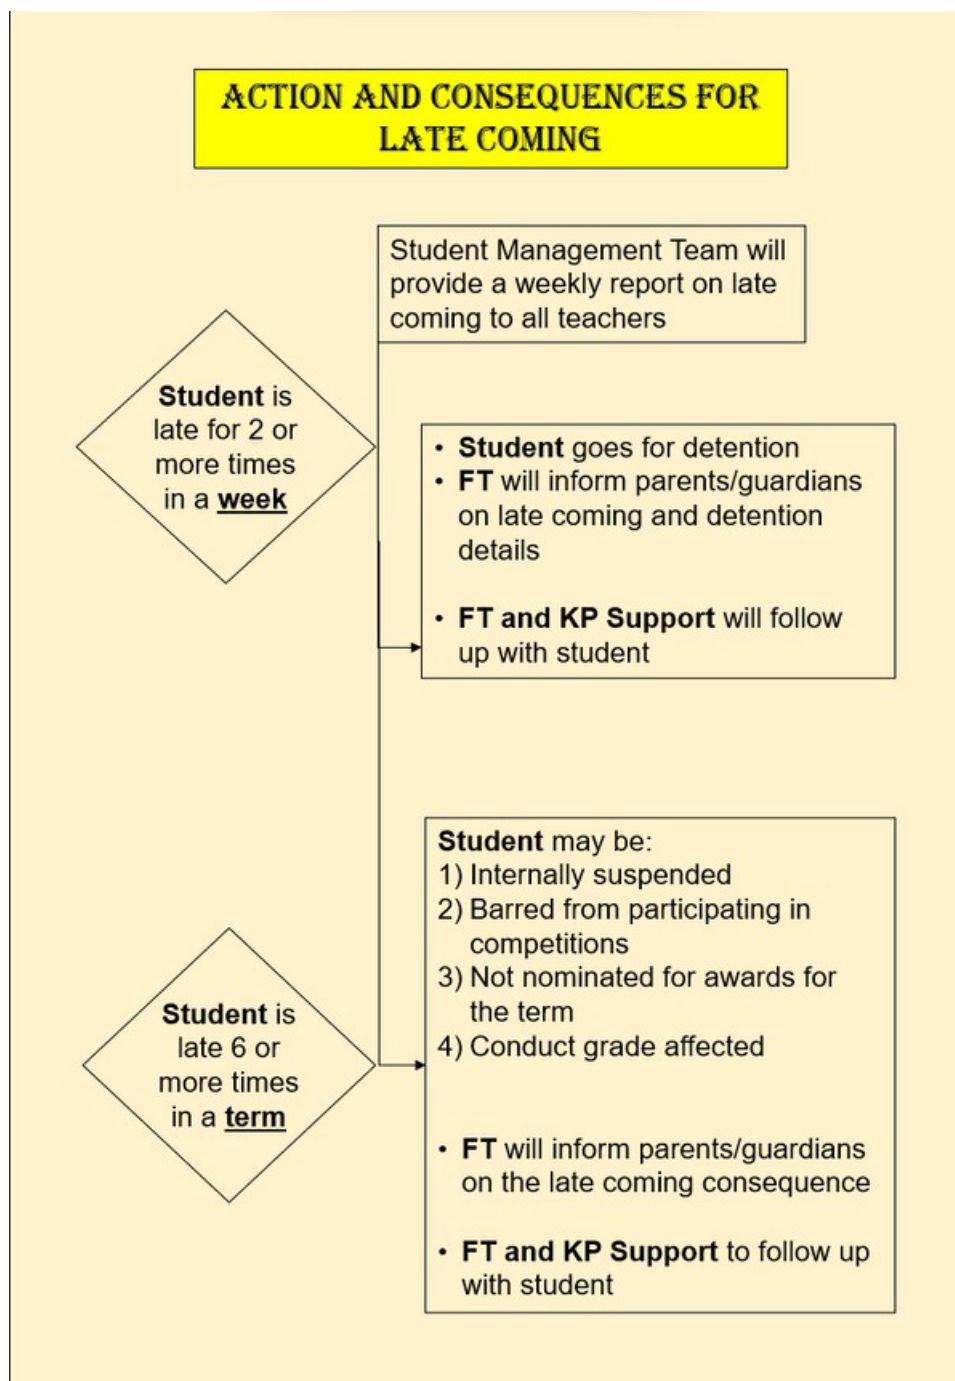 ACTION AND CONSEQUENCES FOR
LATE COMING
Student Management Team will
provide a weekly report on late
coming to all teachers
Student is
late for 2 or
more times
in a week
• Student goes for detention
• FT will inform parents/guardians
on late coming and detention
details
• FT and KP Support will follow
up with student
Student is
late 6 or
more times
in a term
Student may be:
1) Internally suspended
2) Barred from participating in
competitions
3) Not nominated for awards for
the term
4) Conduct grade affected
• FT will inform parents/guardians
on the late coming consequence
• FT and KP Support to follow up
with student